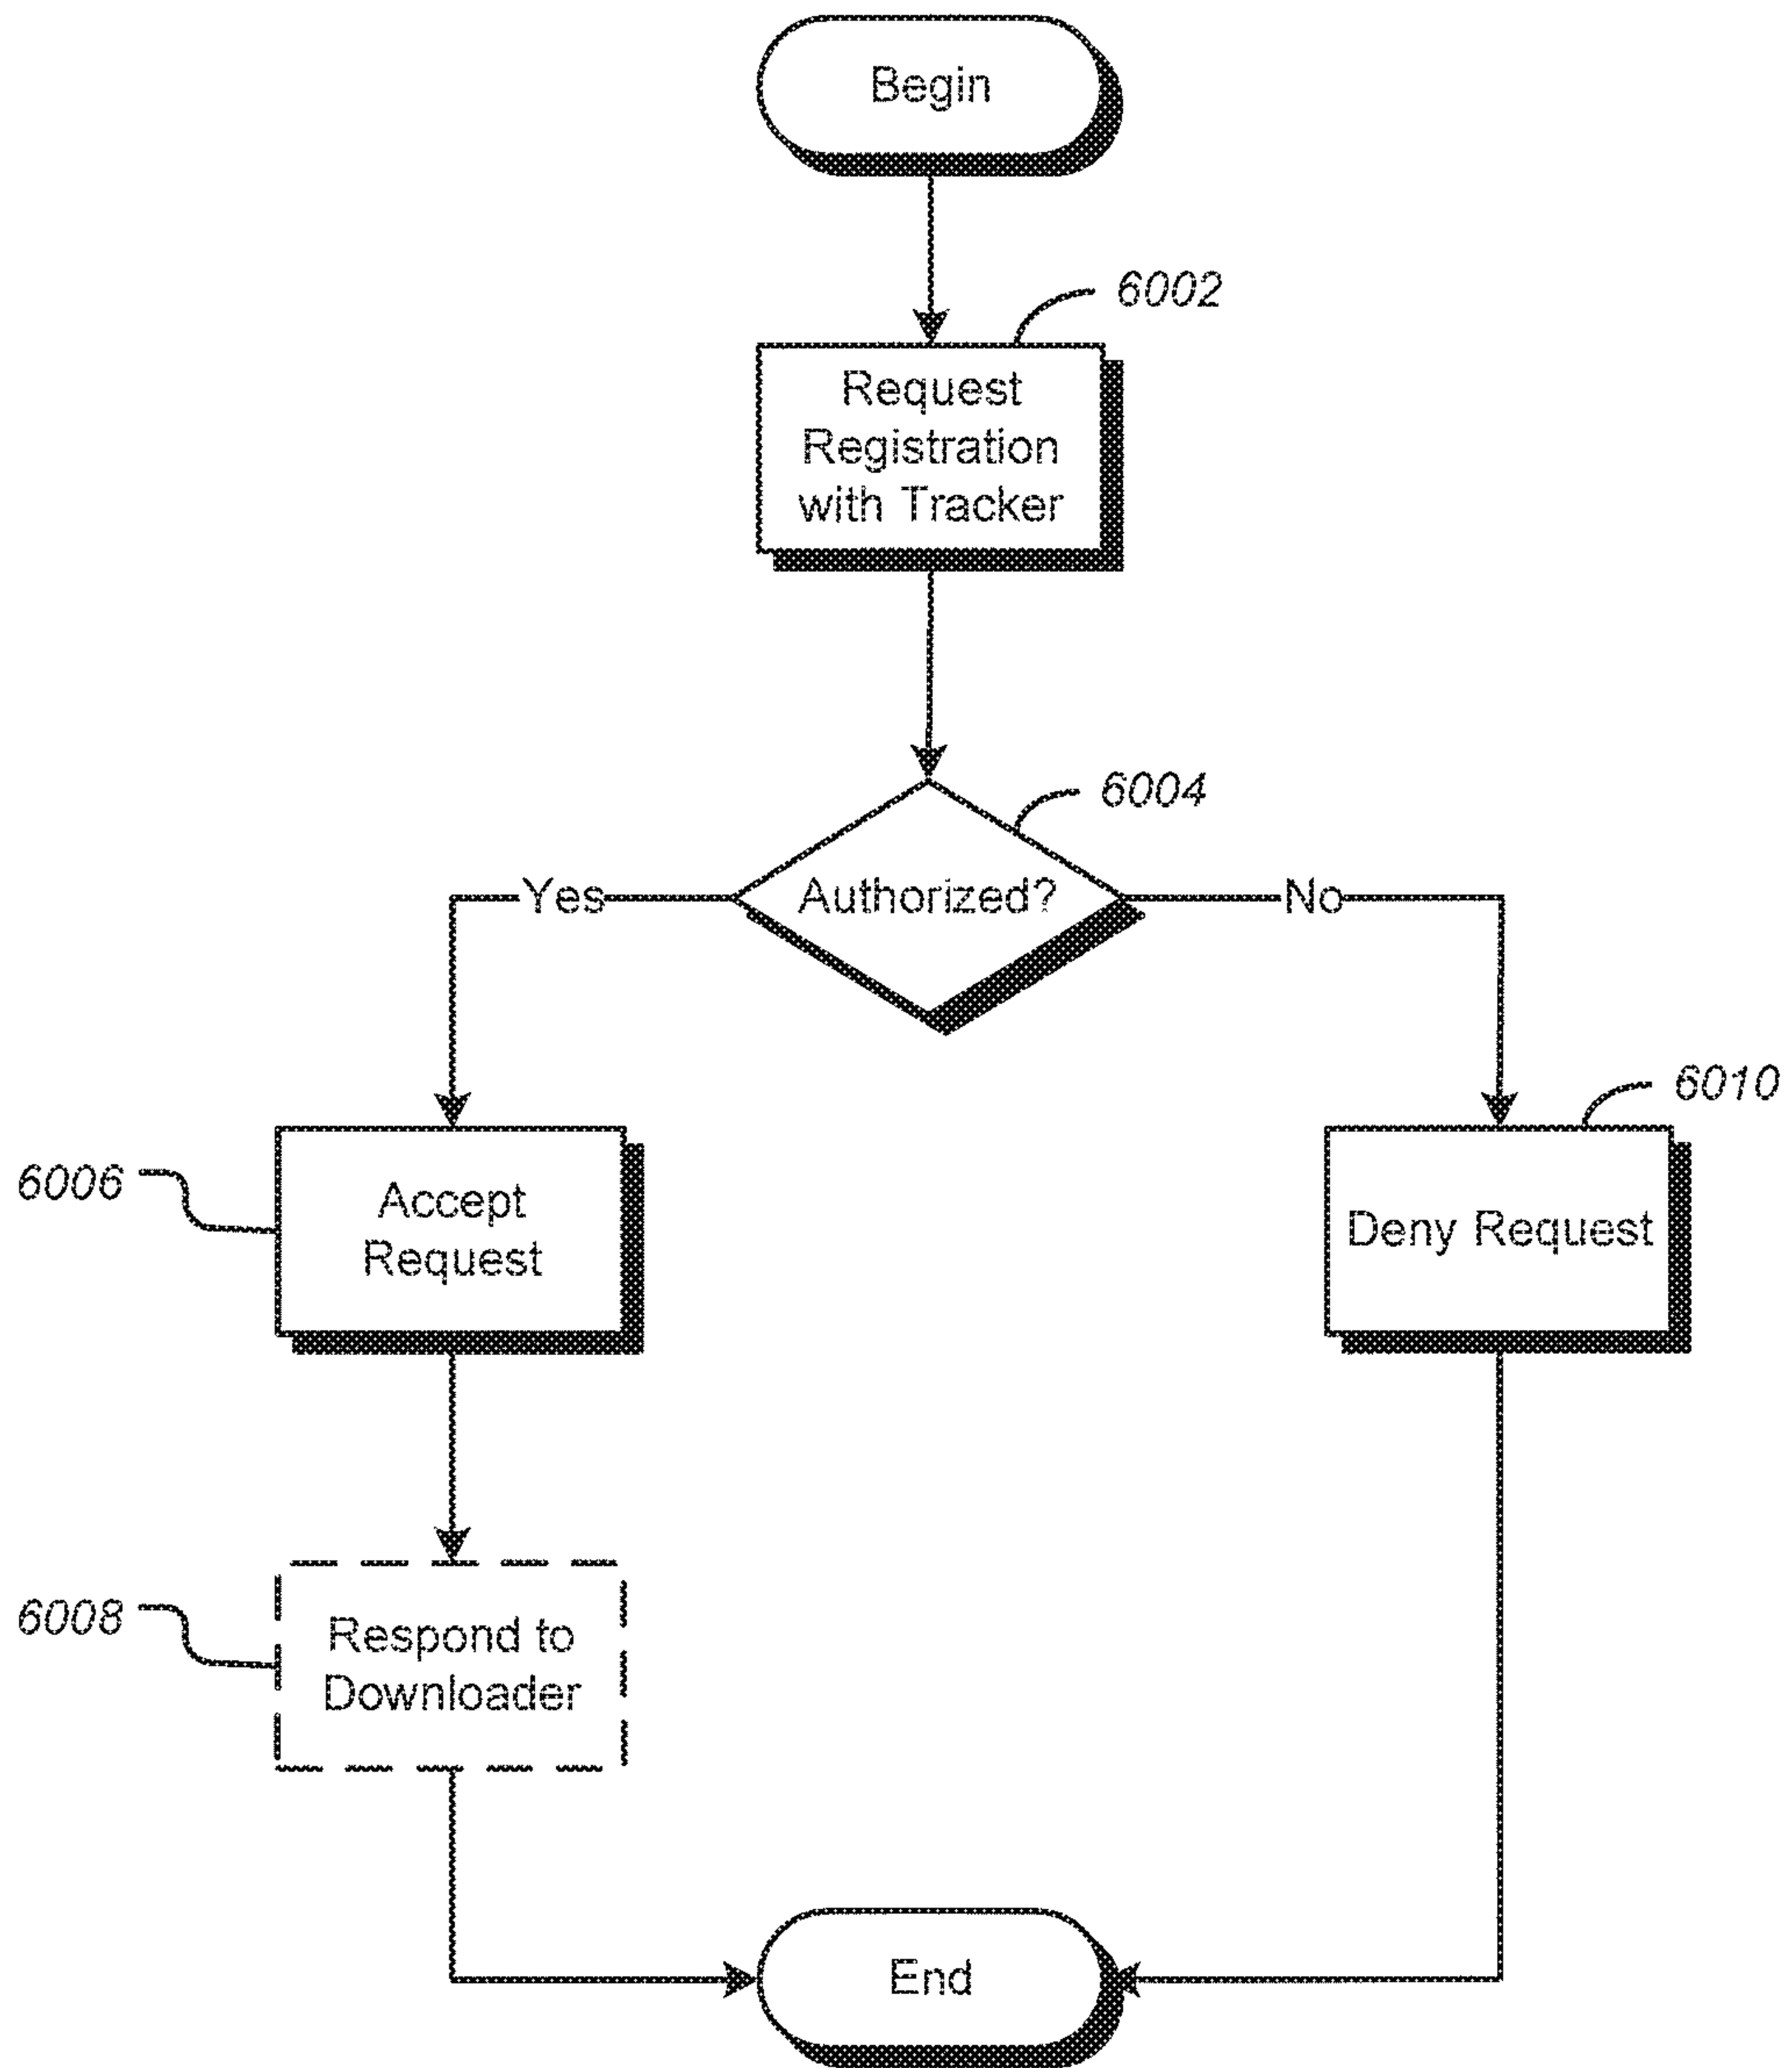 Begin
6002
Request
Registration
with Tracker
6004
Yes
Authorized?
No
6010
6006
Accept
Request
Deny Request
6008
Respond to
Downloader
End